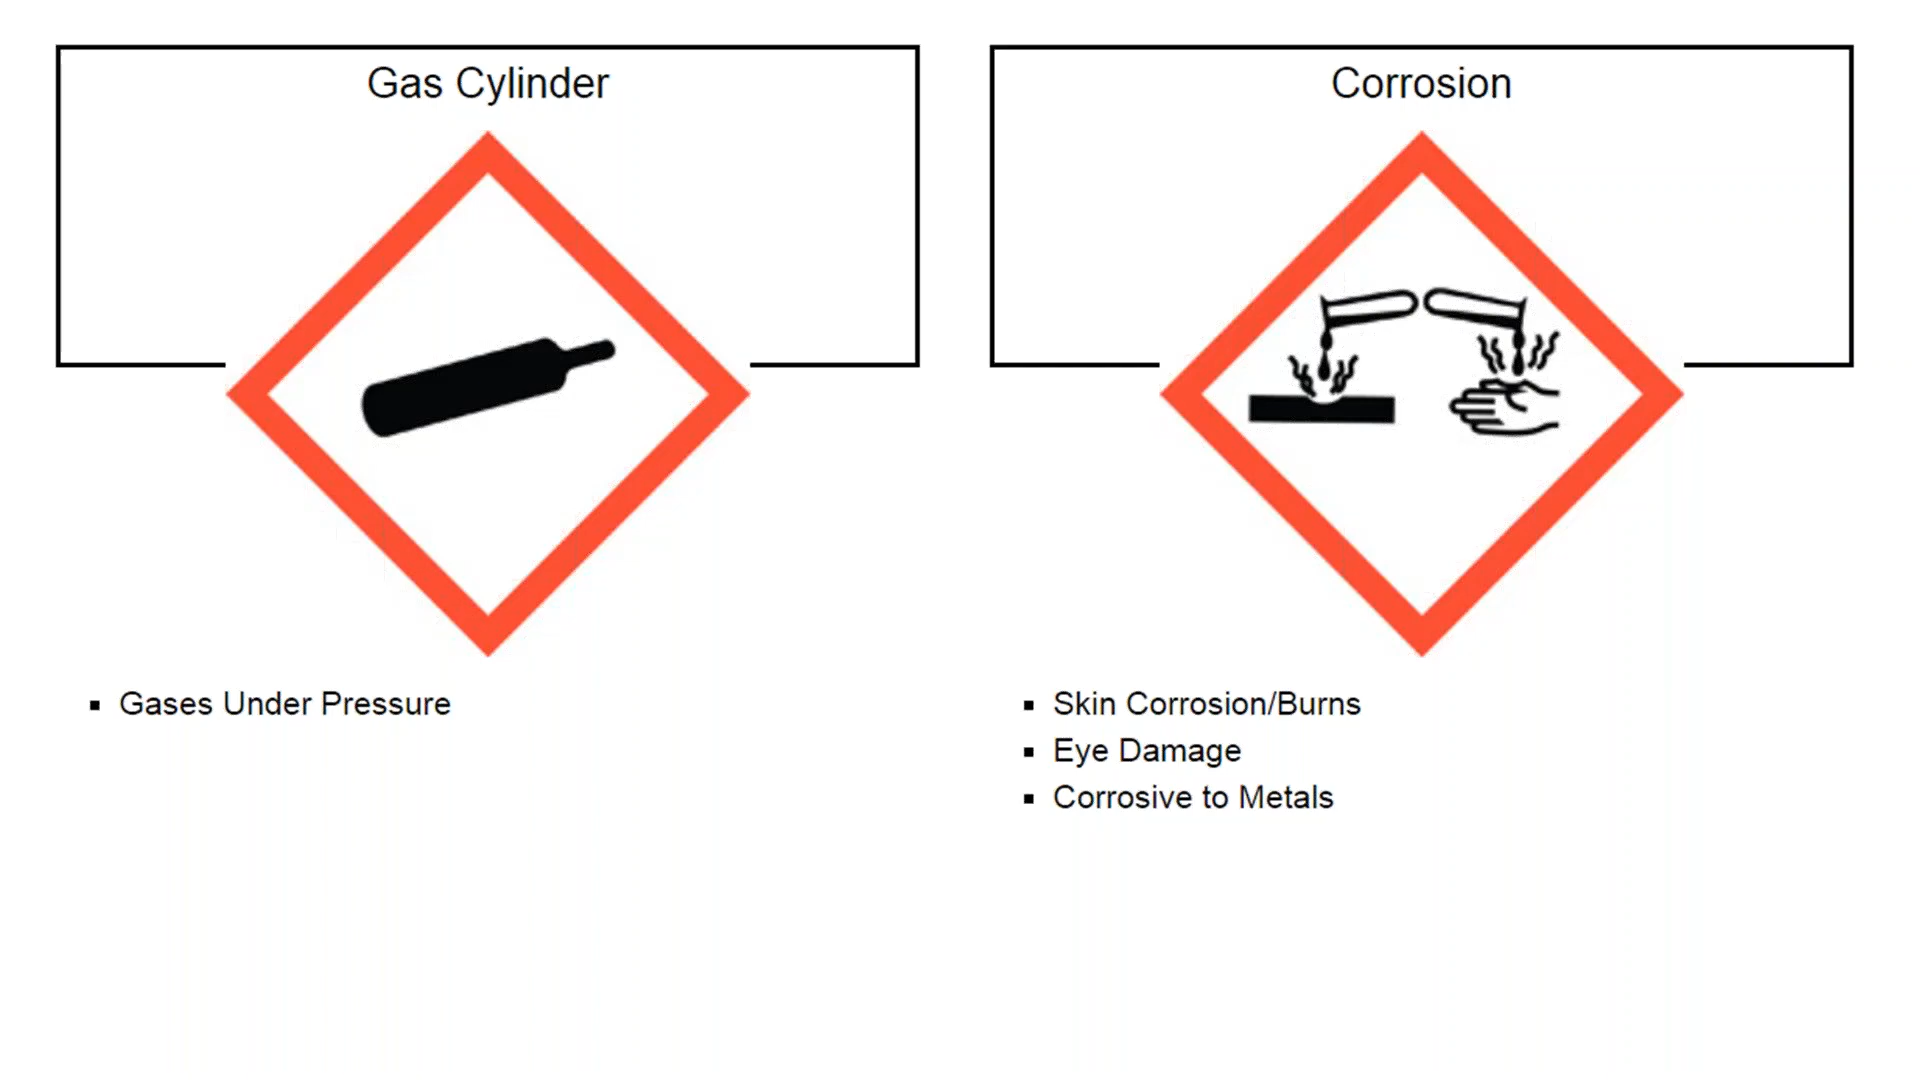 Gas Cylinder
Gases Under Pressure
Corrosion
Skin Corrosion/Burns
Eye Damage
Corrosive to Metals